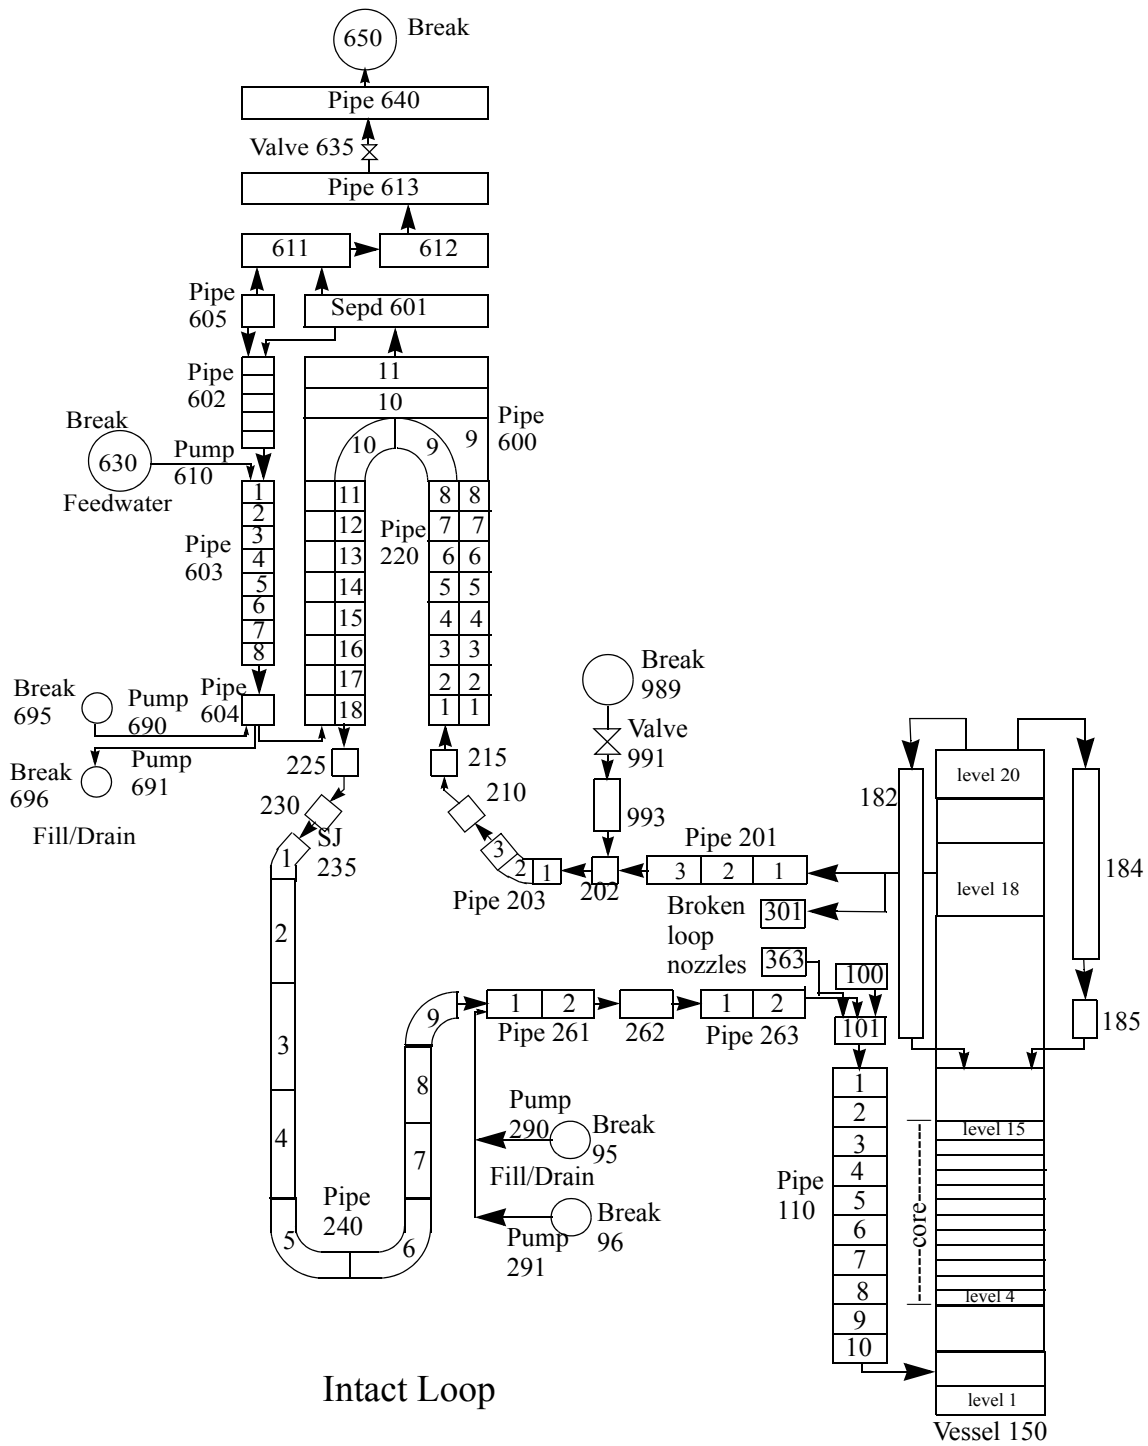 650
Break
Pipe 640
Valve 635
Pipe 613
611
612
Pipe
605
Sepd 601
Pipe
602
11
10
Pipe
600
10
9
9
Break
630
Feedwater
Pump
610
Pipe
603
1
2
3
4
5
6
7
8
11
12
13
14
15
16
17
18
Pipe
220
8
7
6
5
4
3
2
1
8
7
6
5
4
3
2
1
Break
695
Pump
690
Pipe
604
Break
696
Pump
691
Fill/Drain
225
215
230
210
SJ
235
Break
989
Valve
991
993
Pipe 201
3
2
1
202
3
2
1
Pipe 203
Broken
loop
nozzles
301
363
100
101
182
184
185
level 20
level 18
level 15
core
level 4
level 1
Vessel 150
1
2
3
4
5
6
7
8
9
Pipe
240
1
2
Pipe 261
262
1
2
Pipe 263
Pump
290
Break
95
Fill/Drain
Pump
291
Break
96
Pipe
110
1
2
3
4
5
6
7
8
9
10
Intact Loop